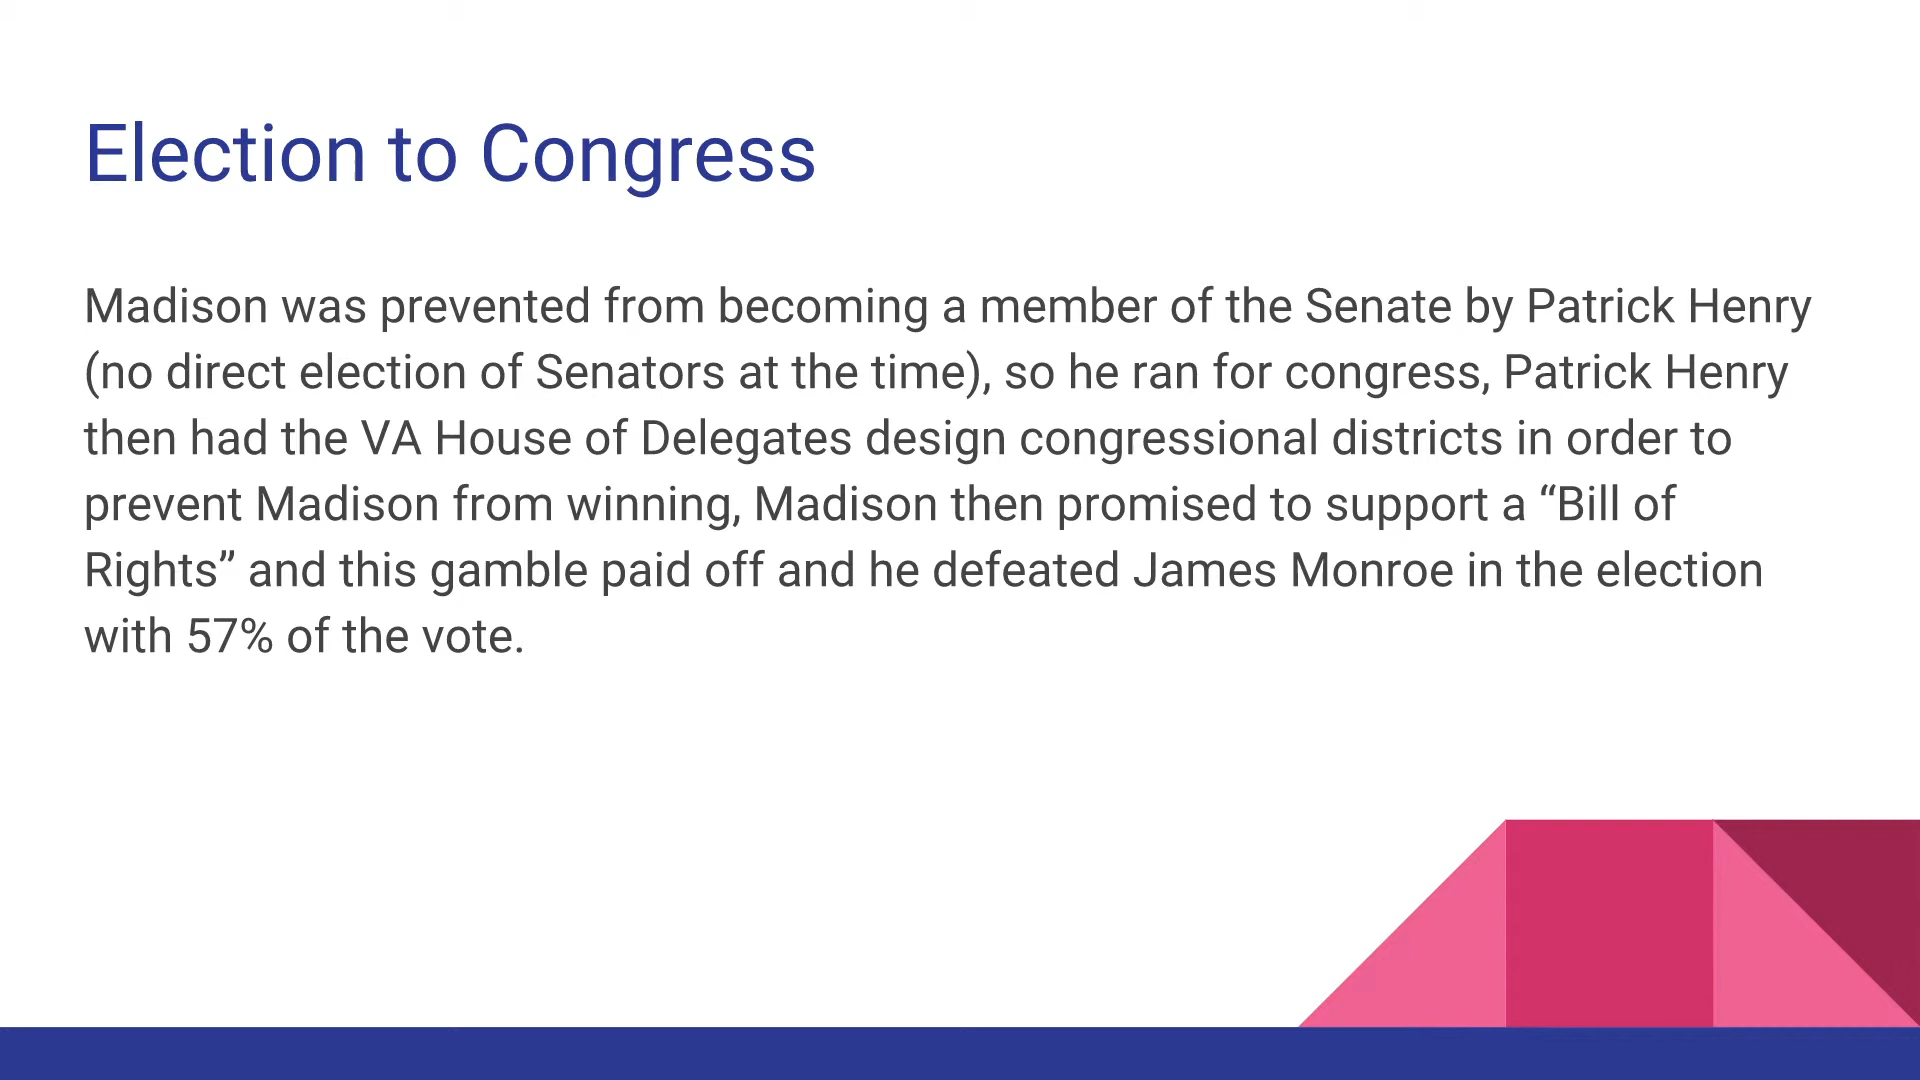 Election to Congress
Madison was prevented from becoming a member of the Senate by Patrick Henry
(no direct election of Senators at the time), so he ran for congress, Patrick Henry
then had the VA House of Delegates design congressional districts in order to
prevent Madison from winning, Madison then promised to support a “Bill of
Rights” and this gamble paid off and he defeated James Monroe in the election
with 57% of the vote.